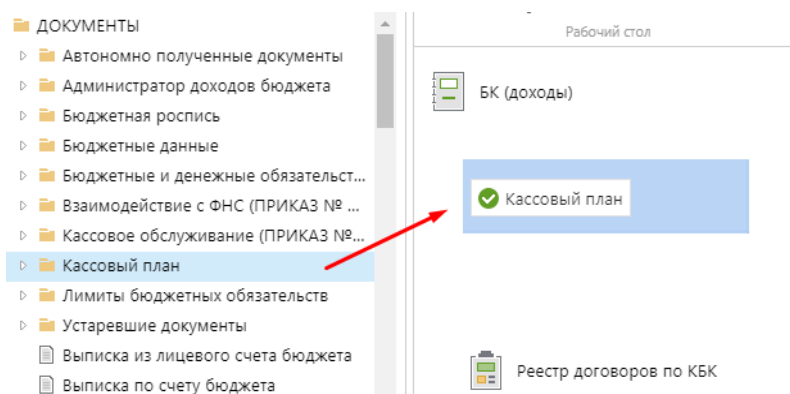 ДОКУМЕНТЫ
Автономно полученные документы
Администратор доходов бюджета
Бюджетная роспись
Бюджетные данные
Бюджетные и денежные обязательст...
Взаимодействие с ФНС (ПРИКАЗ № ...
Кассовое обслуживание (ПРИКАЗ №...
Кассовый план
Лимиты бюджетных обязательств
Устаревшие документы
Выписка из лицевого счета бюджета
Выписка по счету бюджета
Рабочий стол
БК (доходы)
Кассовый план
Реестр договоров по КБК